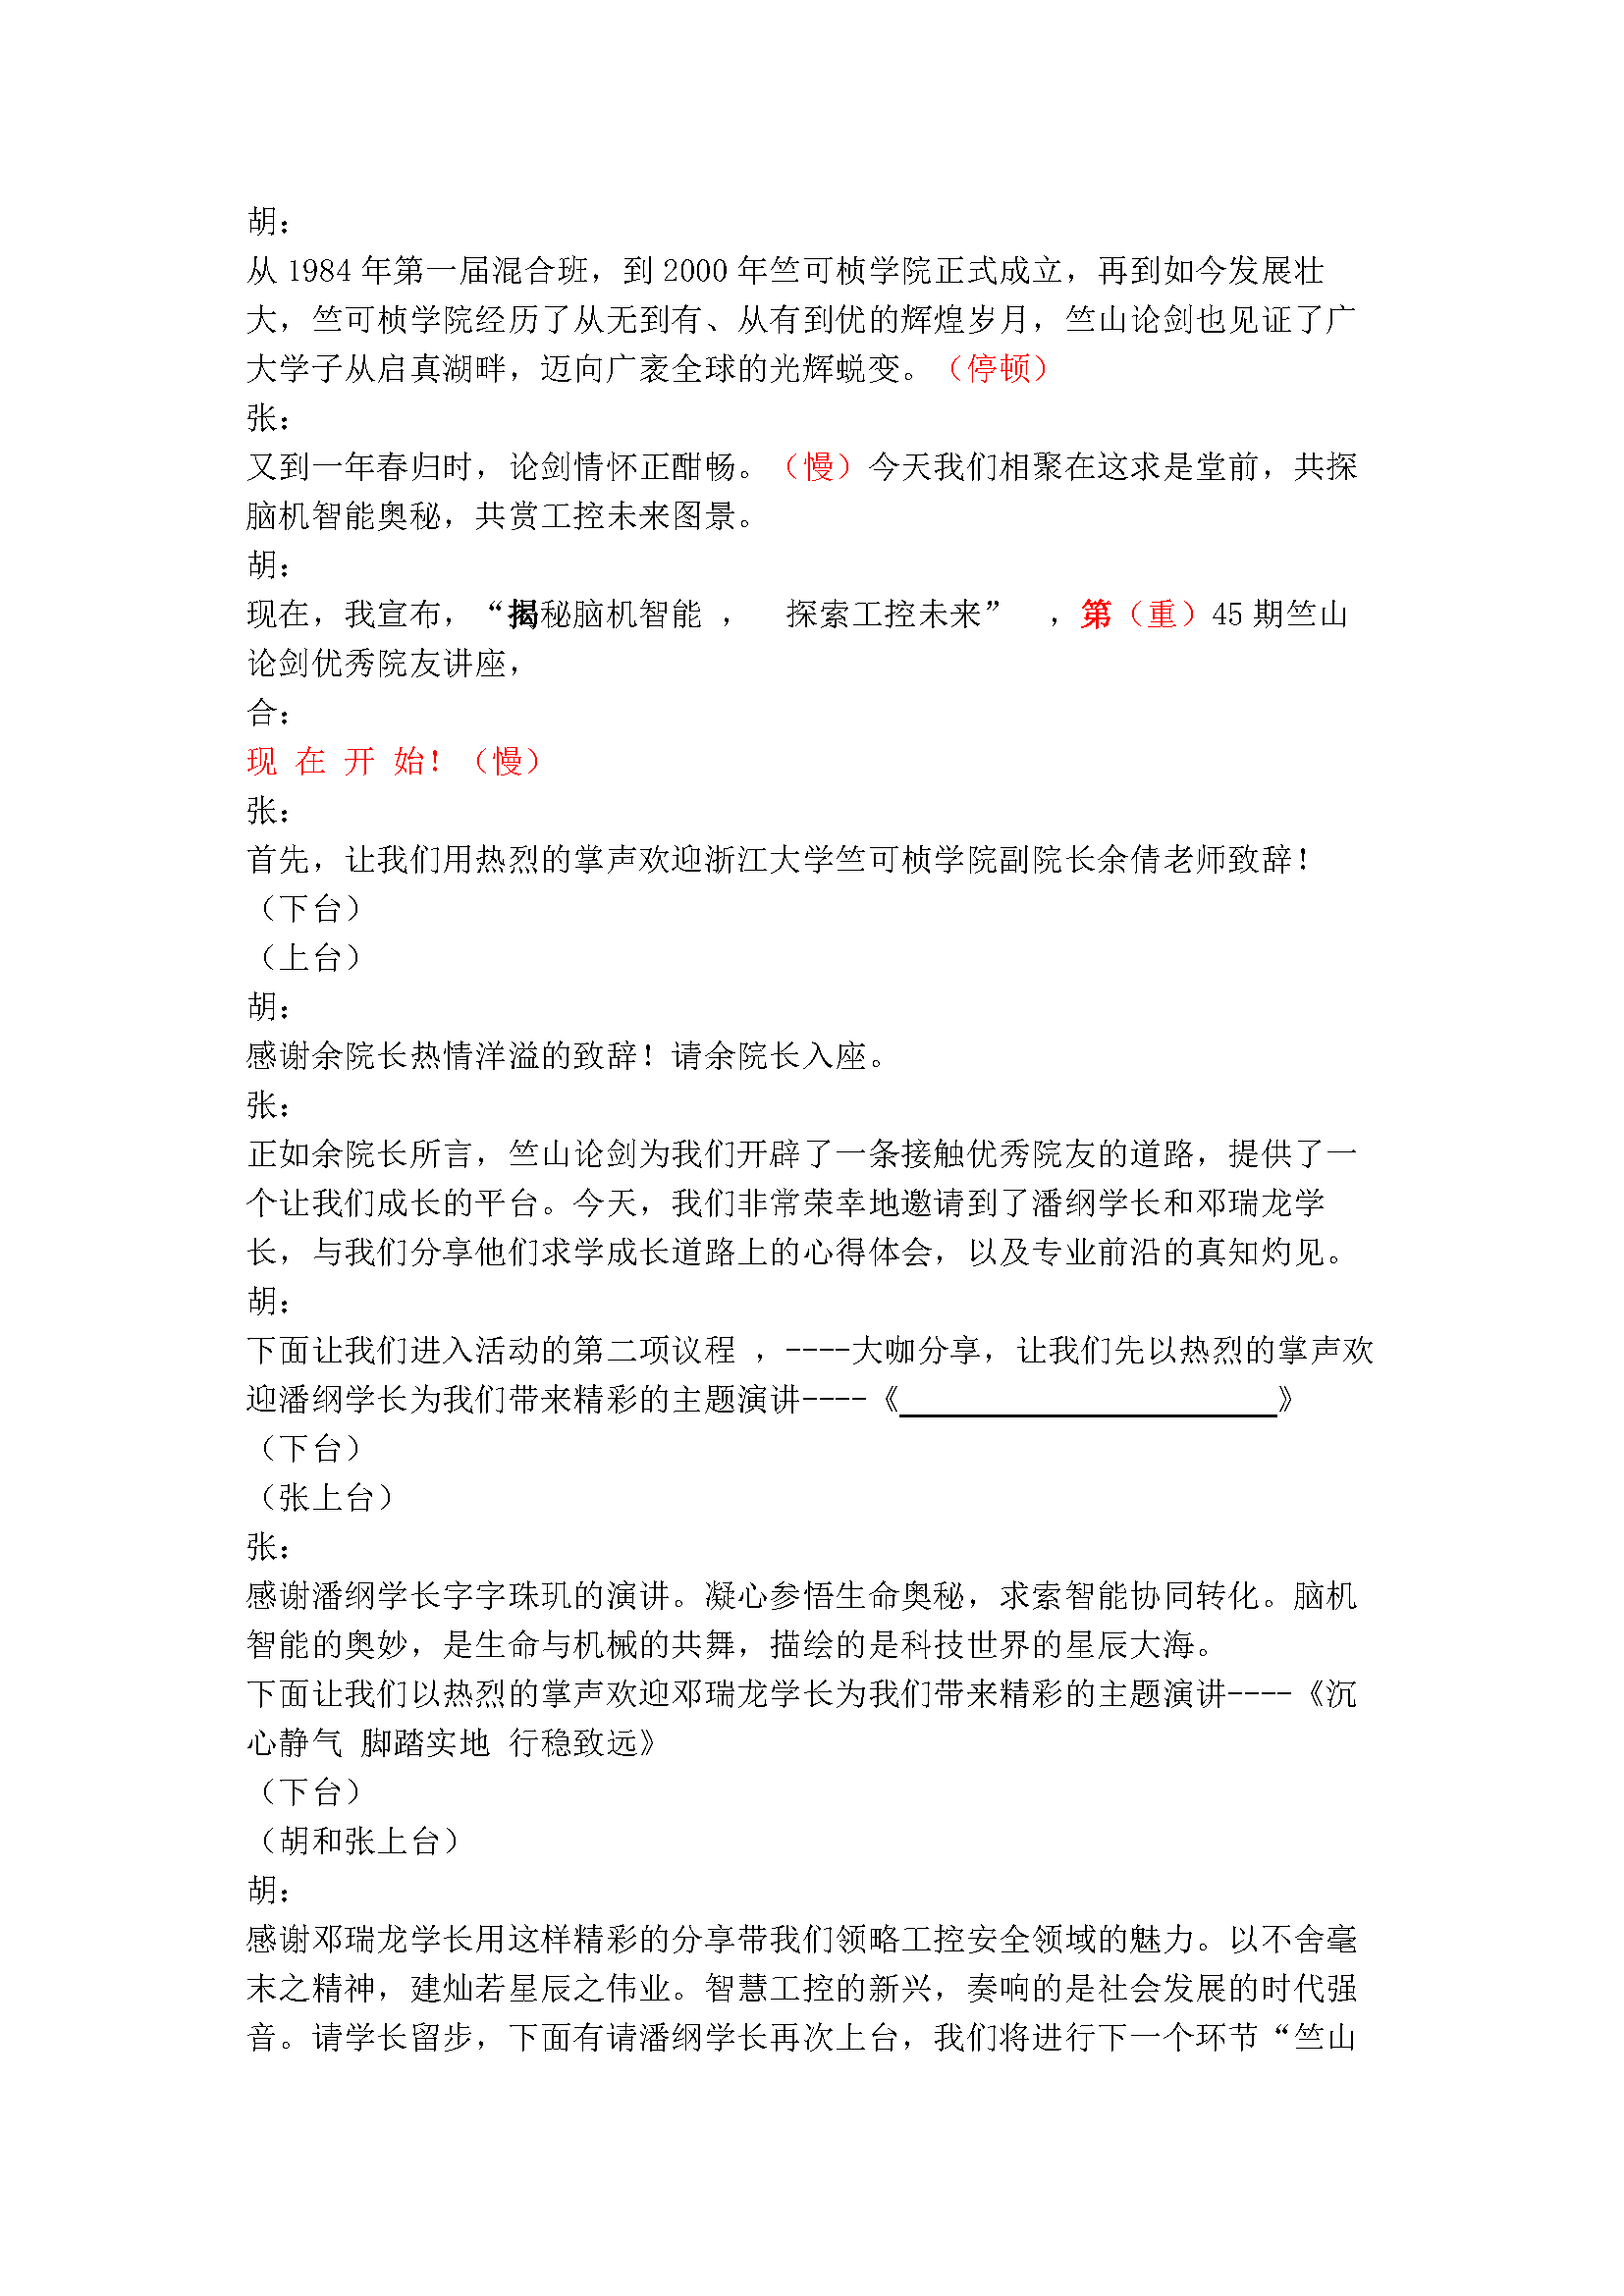 胡：
从 1984 年第一届混合班，到 2000 年竺可桢学院正式成立，再到如今发展壮
大，竺可桢学院经历了从无到有、从有到优的辉煌岁月，竺山论剑也见证了广
大学子从启真湖畔，迈向广袤全球的光辉蜕变。（停顿）
张：
又到一年春归时，论剑情怀正酣畅。（慢）今天我们相聚在这求是堂前，共探
脑机智能奥秘，共赏工控未来图景。
胡：
现在，我宣布，“揭秘脑机智能 ， 探索工控未来” ，第（重）45 期竺山
论剑优秀院友讲座，
合：
现 在 开 始！（慢）
张：
首先，让我们用热烈的掌声欢迎浙江大学竺可桢学院副院长余倩老师致辞！
（下台）
（上台）
胡：
感谢余院长热情洋溢的致辞！请余院长入座。
张：
正如余院长所言，竺山论剑为我们开辟了一条接触优秀院友的道路，提供了一
个让我们成长的平台。今天，我们非常荣幸地邀请到了潘纲学长和邓瑞龙学
长，与我们分享他们求学成长道路上的心得体会，以及专业前沿的真知灼见。
胡：
下面让我们进入活动的第二项议程 ，----大咖分享，让我们先以热烈的掌声欢
迎潘纲学长为我们带来精彩的主题演讲----《 》
（下台）
（张上台）
张：
感谢潘纲学长字字珠玑的演讲。凝心参悟生命奥秘，求索智能协同转化。脑机
智能的奥妙，是生命与机械的共舞，描绘的是科技世界的星辰大海。
下面让我们以热烈的掌声欢迎邓瑞龙学长为我们带来精彩的主题演讲----《沉
心静气 脚踏实地 行稳致远》
（下台）
（胡和张上台）
胡：
感谢邓瑞龙学长用这样精彩的分享带我们领略工控安全领域的魅力。以不舍毫
末之精神，建灿若星辰之伟业。智慧工控的新兴，奏响的是社会发展的时代强
音。请学长留步，下面有请潘纲学长再次上台，我们将进行下一个环节“竺山